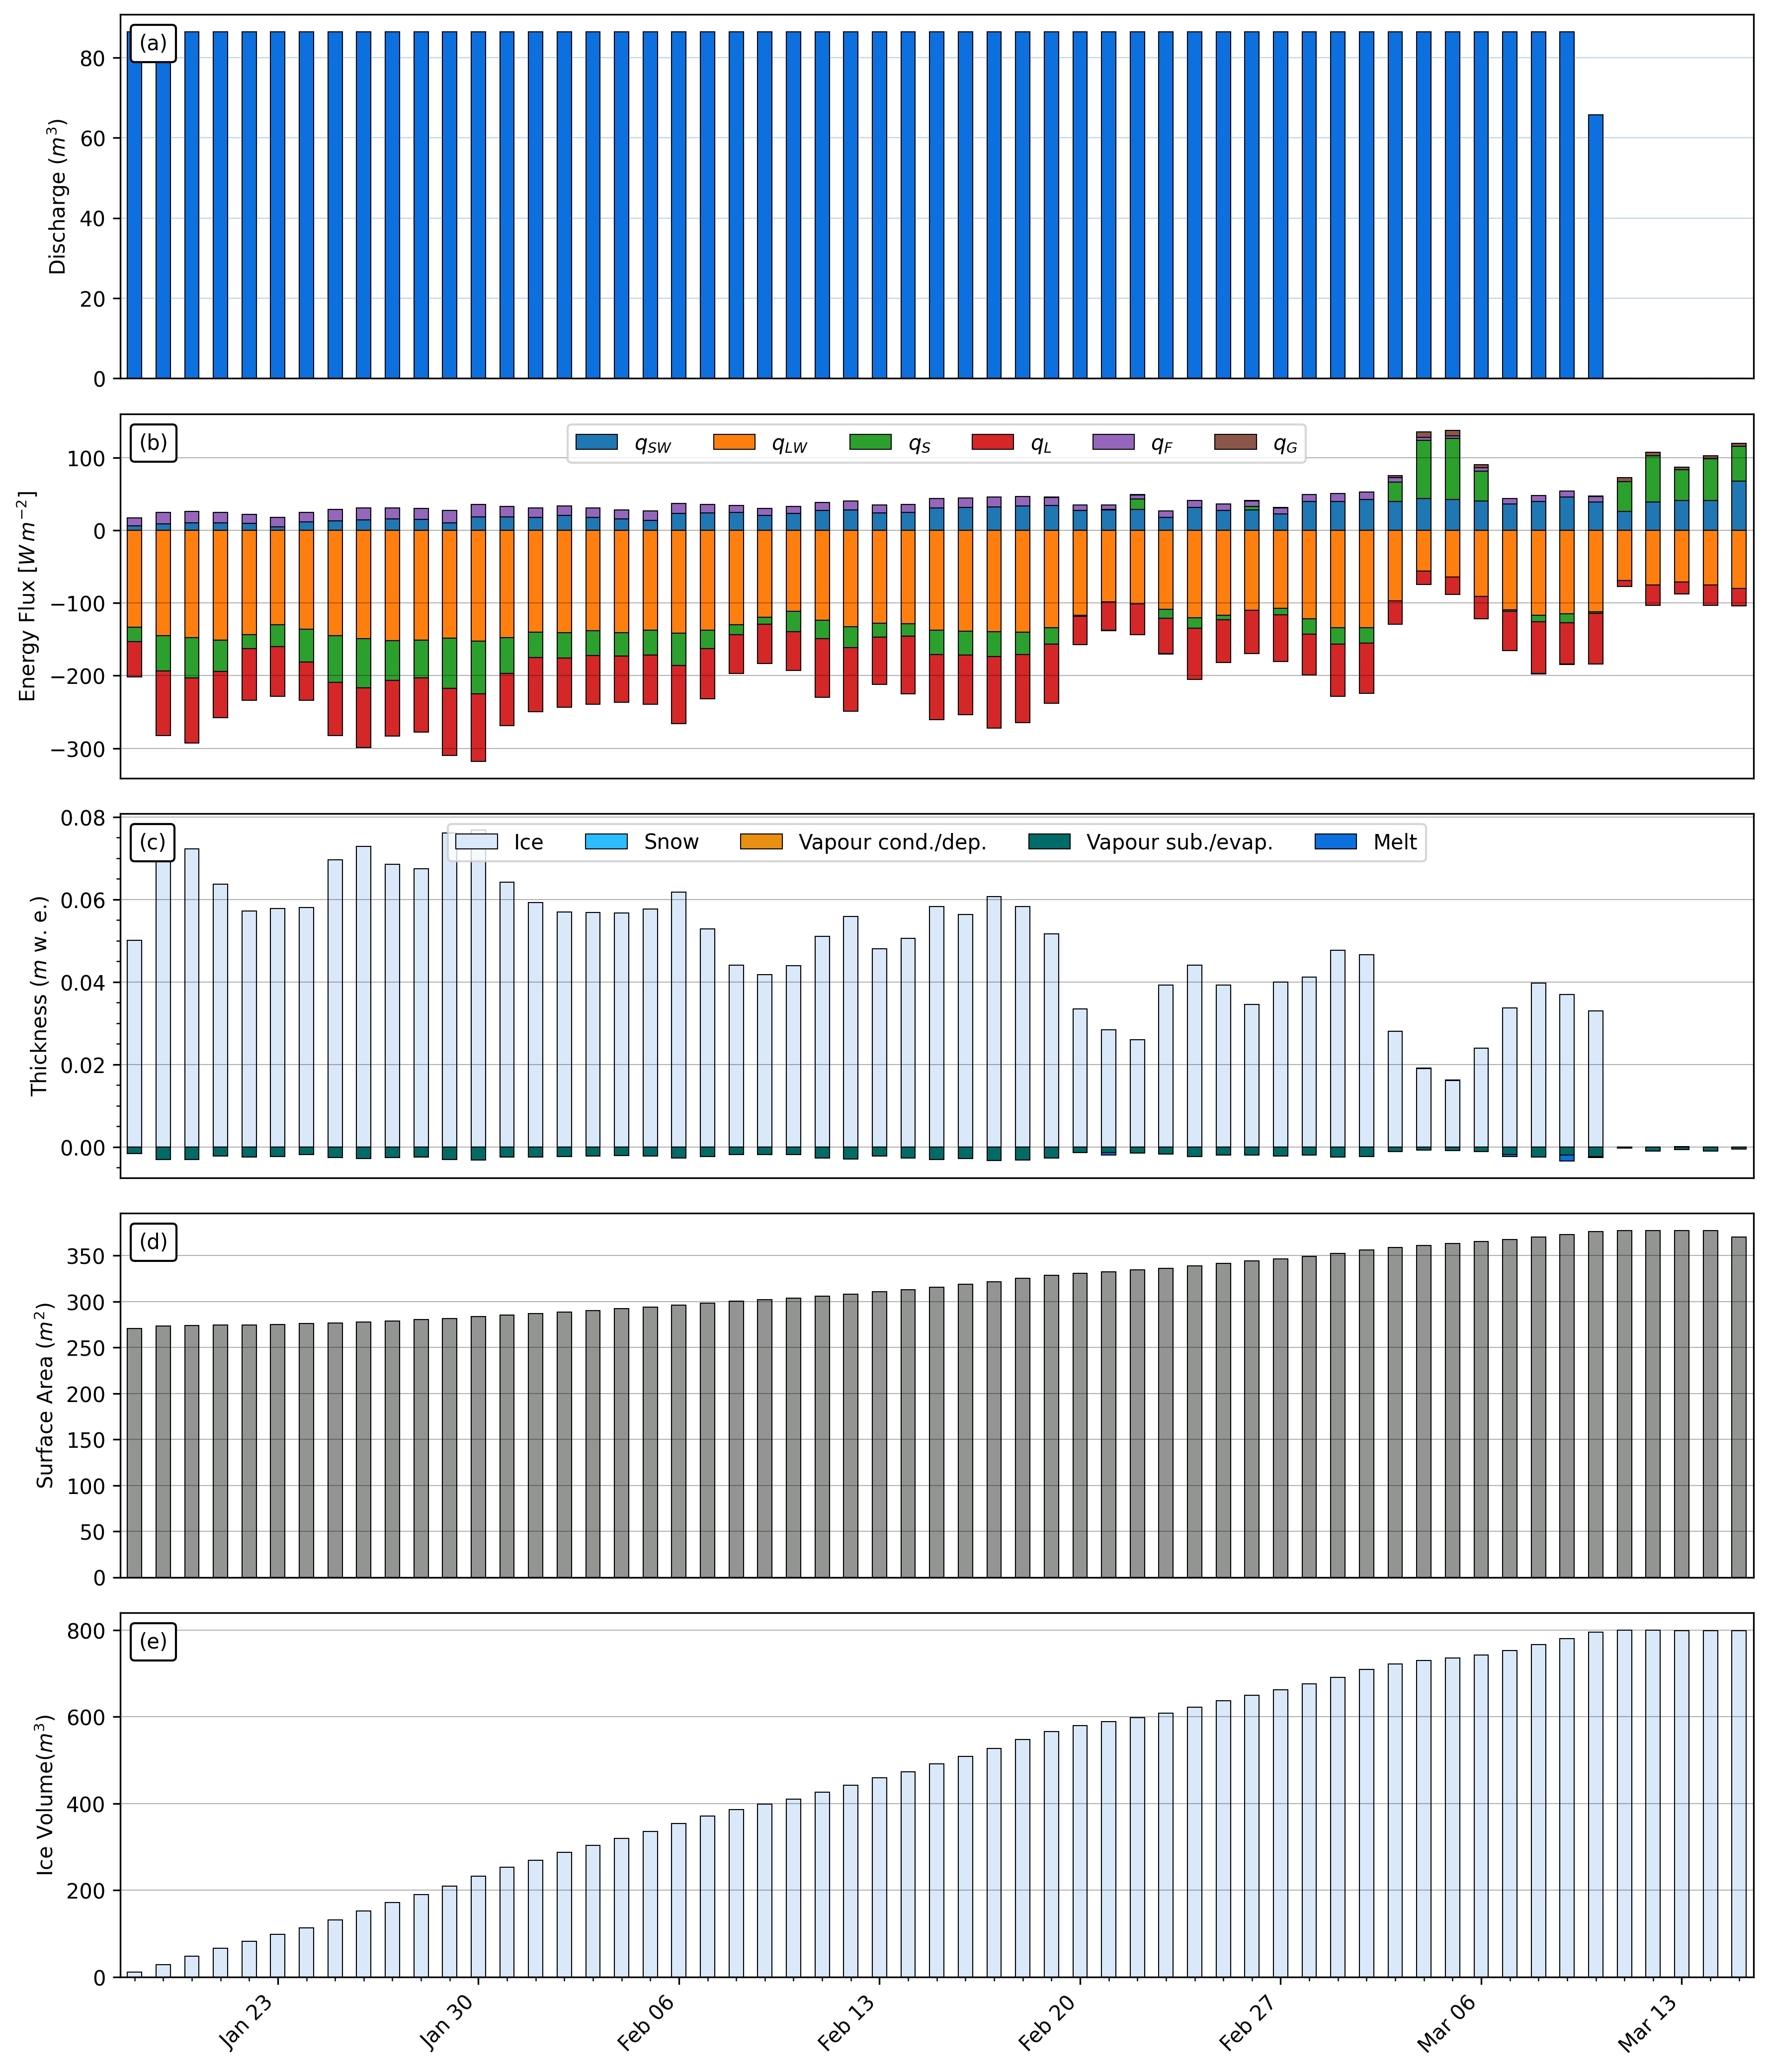 (a)
80
60
40
20
0
Discharge (m³)
(b)
q_SW q_LW q_S q_L q_F q_G
100
0
−100
−200
−300
Energy Flux [W m⁻²]
(c)
Ice Snow Vapour cond./dep. Vapour sub./evap. Melt
0.08
0.06
0.04
0.02
0.00
Thickness (m w. e.)
(d)
350
300
250
200
150
100
50
0
Surface Area (m²)
(e)
800
600
400
200
0
Ice Volume(m³)
Jan 23 Jan 30 Feb 06 Feb 13 Feb 20 Feb 27 Mar 06 Mar 13